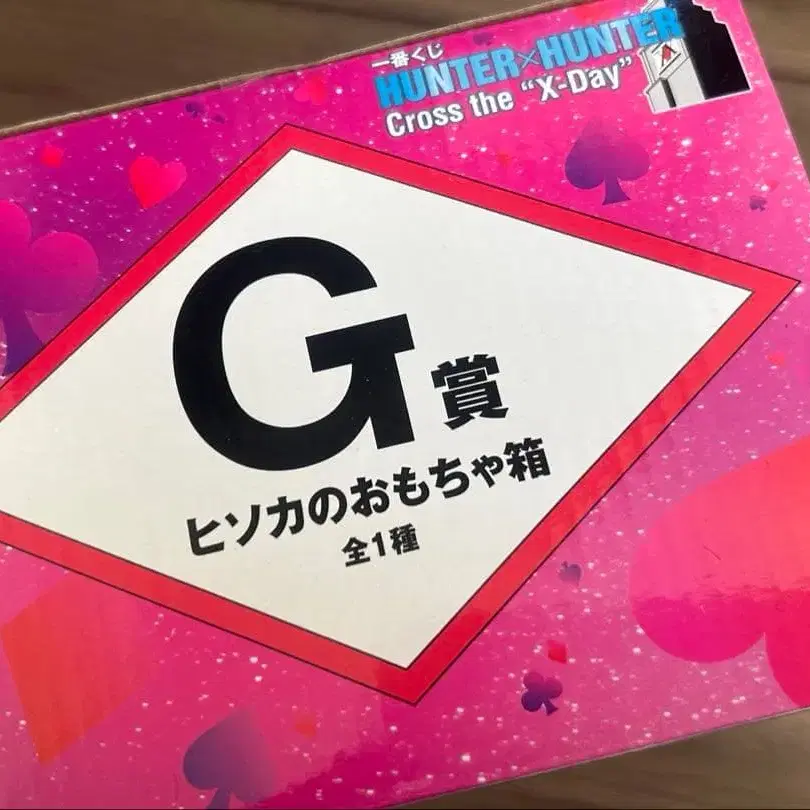 一番くじ
HUNTER×HUNTER
Cross the "X-Day"
G賞
ヒソカのおもちゃ箱
全1種